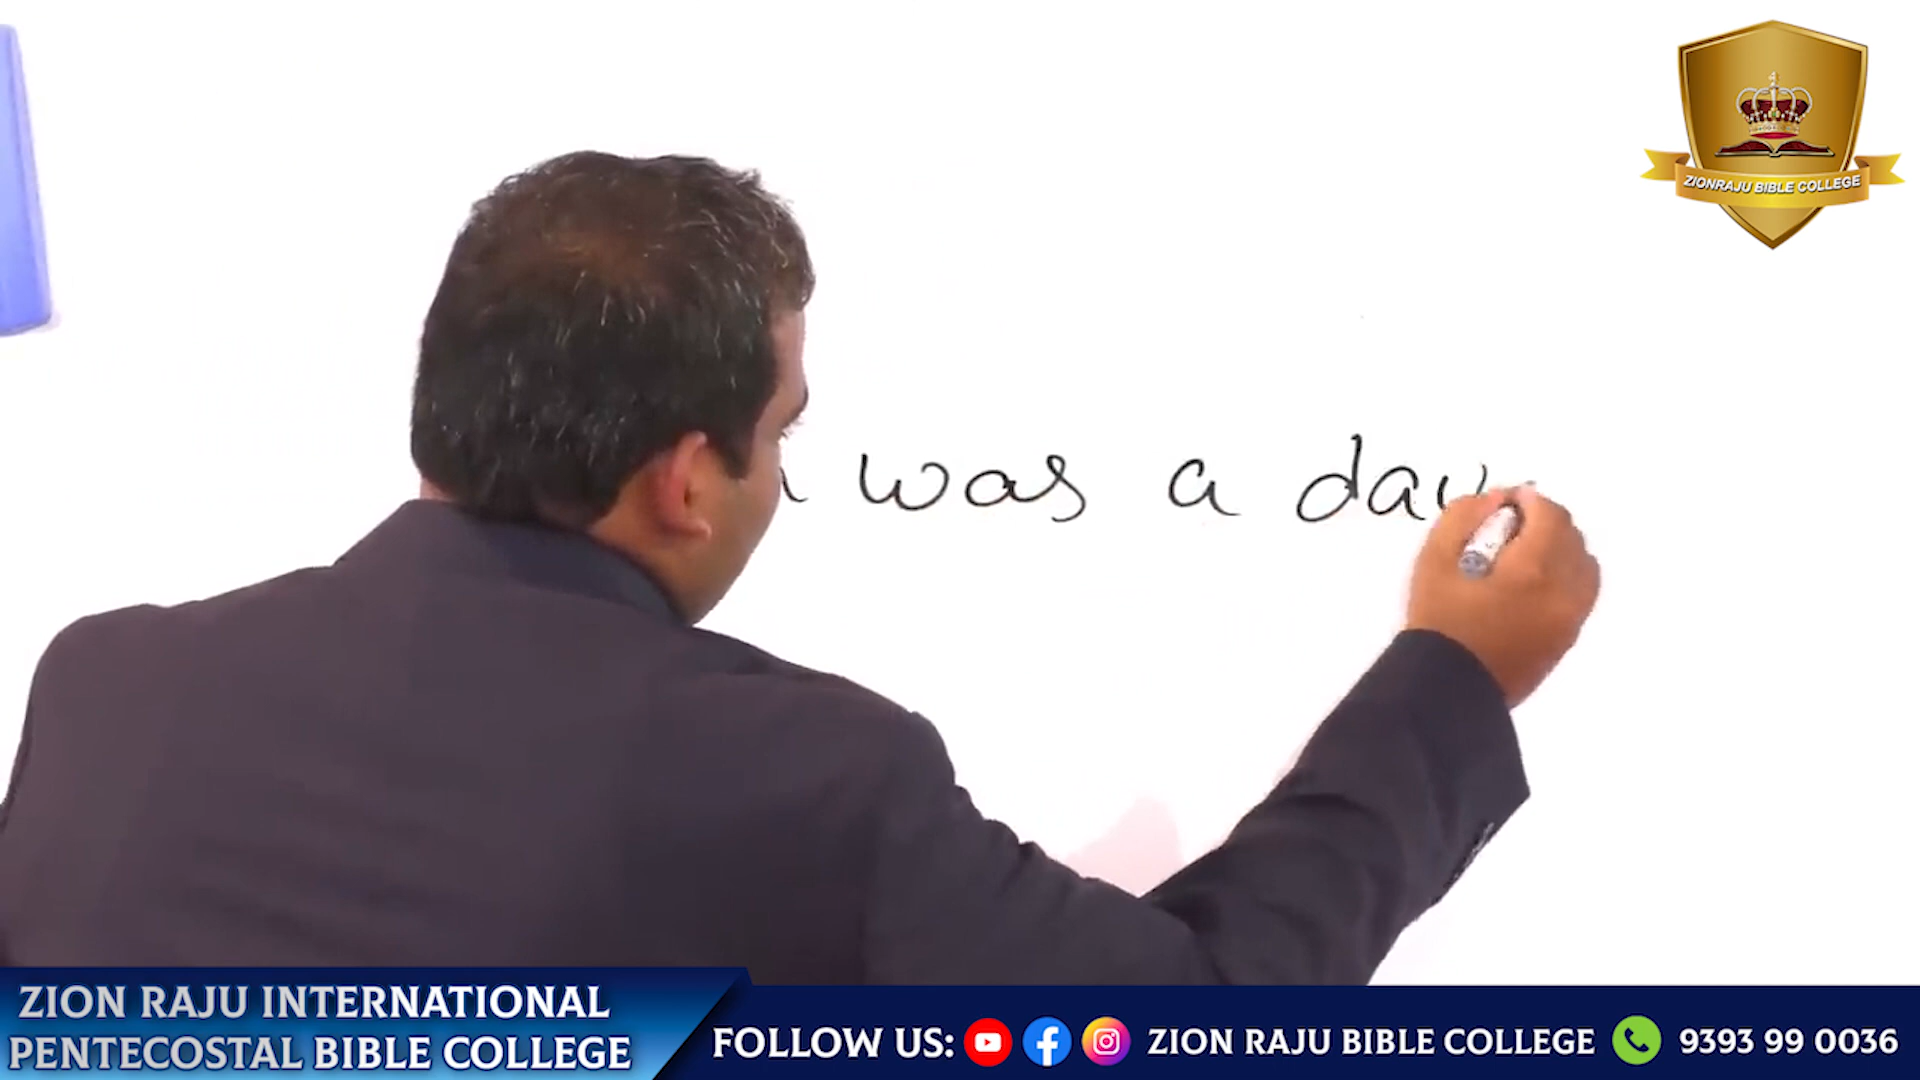 ZIONRAJU BIBLE COLLEGE
was a
ZION RAJU INTERNATIONAL
PENTECOSTAL BIBLE COLLEGE
FOLLOW US: ZION RAJU BIBLE COLLEGE 9393 99 0036